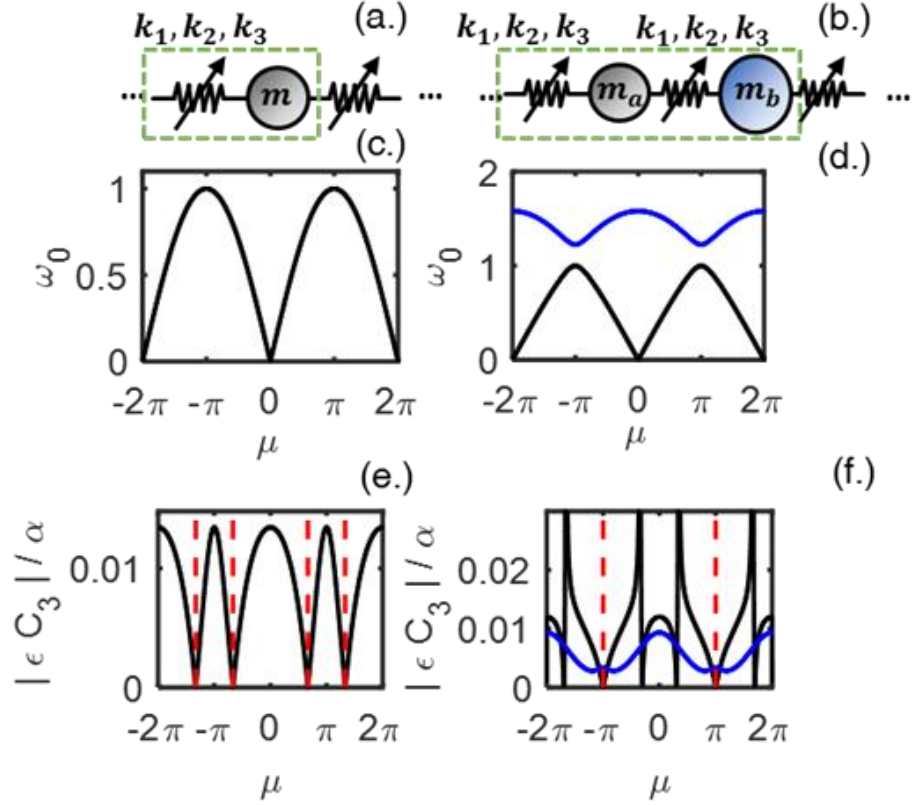 (a.)
k₁, k₂, k₃
... m ...
(b.)
k₁, k₂, k₃ k₁, k₂, k₃
... mₐ m_b ...
(c.)
1
0.5
0
ω₀
-2π -π 0 π 2π
μ
(d.)
2
1
0
ω₀
-2π -π 0 π 2π
μ
(e.)
0.01
0
| ϵ C₃ | / α
-2π -π 0 π 2π
μ
(f.)
0.02
0.01
0
| ϵ C₃ | / α
-2π -π 0 π 2π
μ